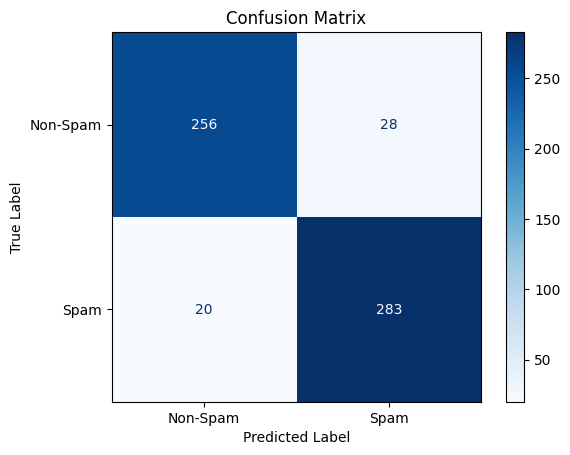 Confusion Matrix
True Label
Non-Spam
256
28
Spam
20
283
Non-Spam
Spam
Predicted Label
250
200
150
100
50